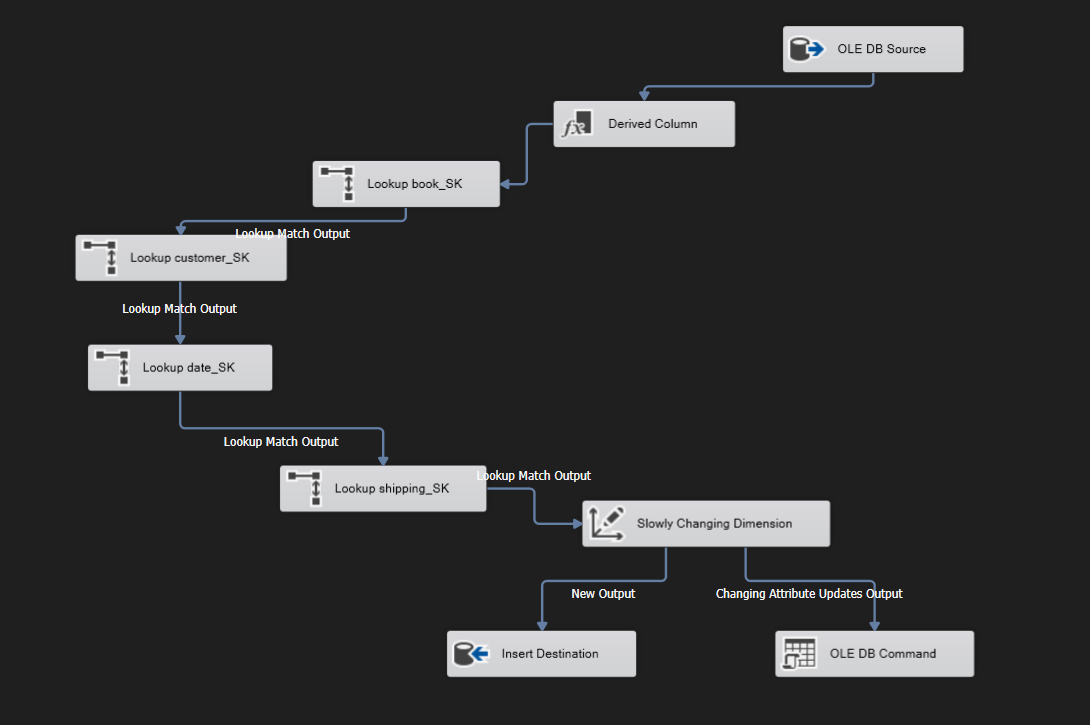 OLE DB Source
Derived Column
Lookup book_SK
Lookup Match Output
Lookup customer_SK
Lookup Match Output
Lookup date_SK
Lookup Match Output
Lookup Match Output
Lookup shipping_SK
Slowly Changing Dimension
New Output
Changing Attribute Updates Output
Insert Destination
OLE DB Command